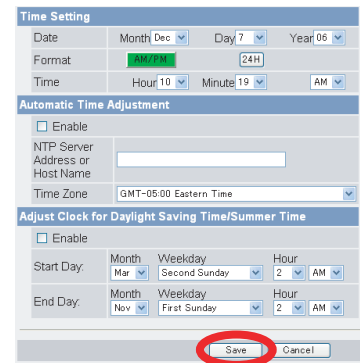 Time Setting
Date Month Dec Day 7 Year 06
Format AM/PM 24H
Time Hour 10 Minute 19 AM
Automatic Time Adjustment
Enable
NTP Server
Address or
Host Name
Time Zone GMT-05:00 Eastern Time
Adjust Clock for Daylight Saving Time/Summer Time
Enable
Month Weekday Hour
Start Day: Mar Second Sunday 2 AM
Month Weekday Hour
End Day: Nov First Sunday 2 AM
Save Cancel